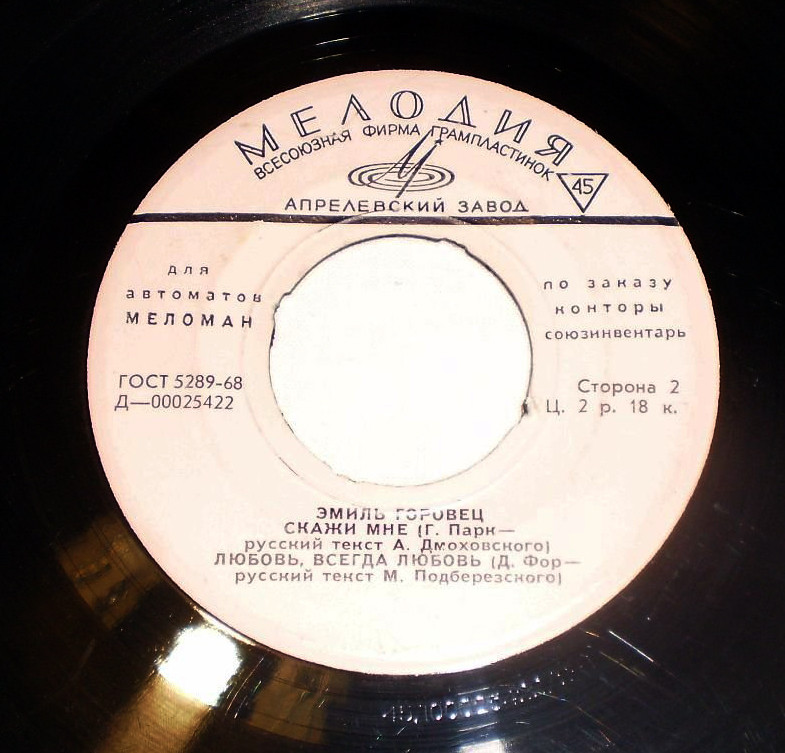 МЕЛОДИЯ
ВСЕСОЮЗНАЯ ФИРМА ГРАМПЛАСТИНОК
45
АПРЕЛЕВСКИЙ ЗАВОД
для
автоматов
МЕЛОМАН
по заказу
конторы
союзинвентарь
ГОСТ 5289-68
Д—00025422
Сторона 2
Ц. 2 р. 18 к.
ЭМИЛЬ ГОРОВЕЦ
СКАЖИ МНЕ (Г. Парк—
русский текст А. Дмоховского)
ЛЮБОВЬ, ВСЕГДА ЛЮБОВЬ (Д. Фор—
русский текст М. Подберезского)